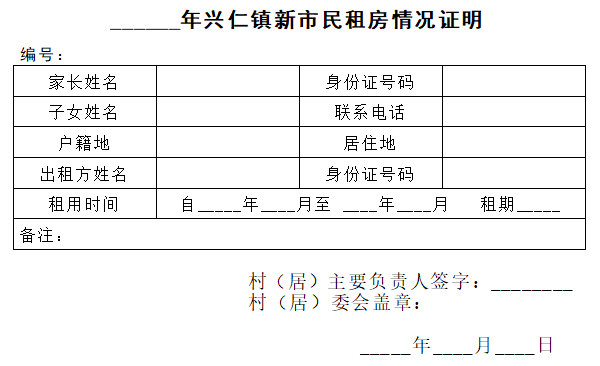 ______年兴仁镇新市民租房情况证明
编号：
家长姓名 身份证号码
子女姓名 联系电话
户籍地 居住地
出租方姓名 身份证号码
租用时间 自_____年____月至 ____年____月 租期_____
备注：
村（居）主要负责人签字：________
村（居）委会盖章：
_____年____月____日